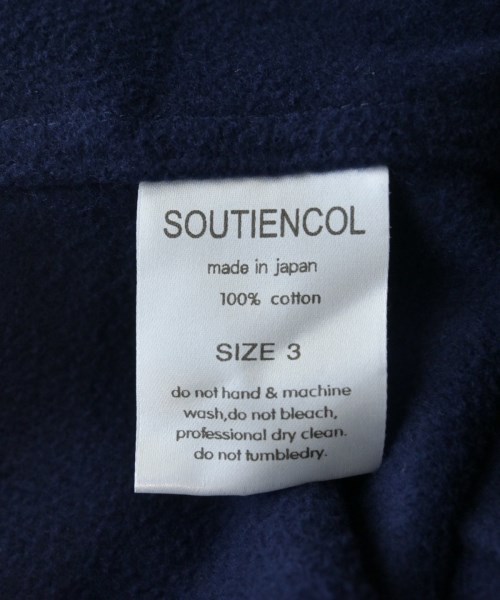 SOUTIENCOL
made in japan
100% cotton
SIZE 3
do not hand & machine
wash,do not bleach,
professional dry clean.
do not tumbledry.